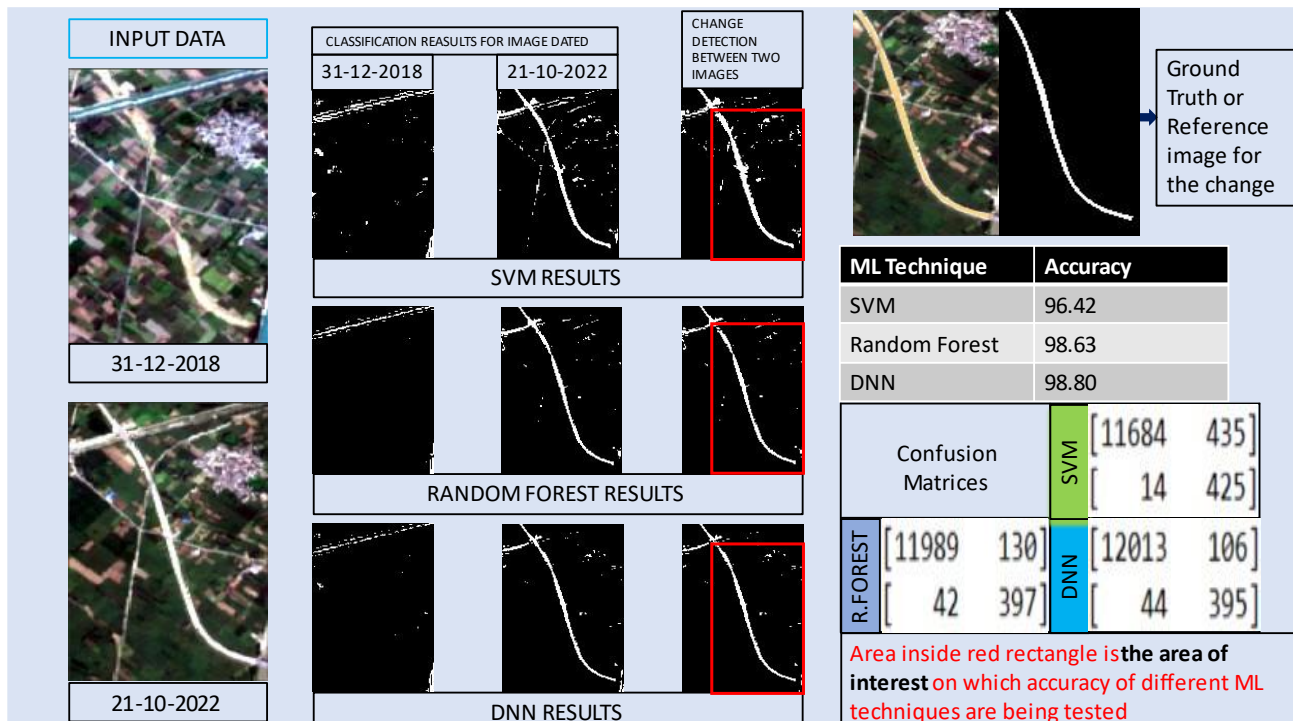 INPUT DATA
31-12-2018
21-10-2022
CLASSIFICATION REASULTS FOR IMAGE DATED
31-12-2018
21-10-2022
CHANGE
DETECTION
BETWEEN TWO
IMAGES
SVM RESULTS
RANDOM FOREST RESULTS
DNN RESULTS
Ground
Truth or
Reference
image for
the change
ML Technique Accuracy
SVM 96.42
Random Forest 98.63
DNN 98.80
Confusion
Matrices
SVM
[11684 435]
[ 14 425]
R.FOREST
[11989 130]
[ 42 397]
DNN
[12013 106]
[ 44 395]
Area inside red rectangle is the area of
interest on which accuracy of different ML
techniques are being tested